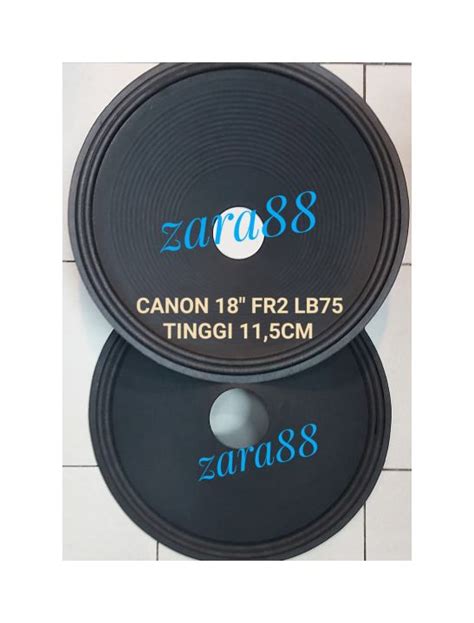 zara88
CANON 18" FR2 LB75
TINGGI 11,5CM
zara88